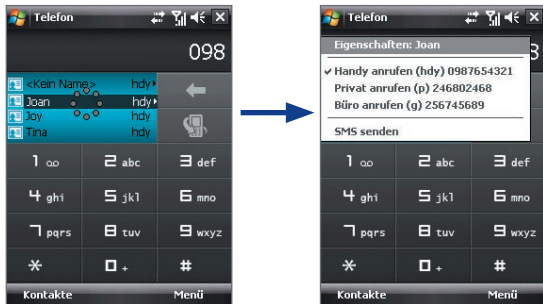 Telefon
098
<Kein Name> hdy
Joan hdy
Joy hdy
Tina hdy
1
2 abc
3 def
4 ghi
5 jkl
6 mno
7 pqrs
8 tuv
9 wxyz
*
0 +
#
Kontakte Menü
Telefon
Eigenschaften: Joan
Handy anrufen (hdy) 0987654321
Privat anrufen (p) 246802468
Büro anrufen (g) 256745689
SMS senden
1
2 abc
3 def
4 ghi
5 jkl
6 mno
7 pqrs
8 tuv
9 wxyz
*
0 +
#
Kontakte Menü